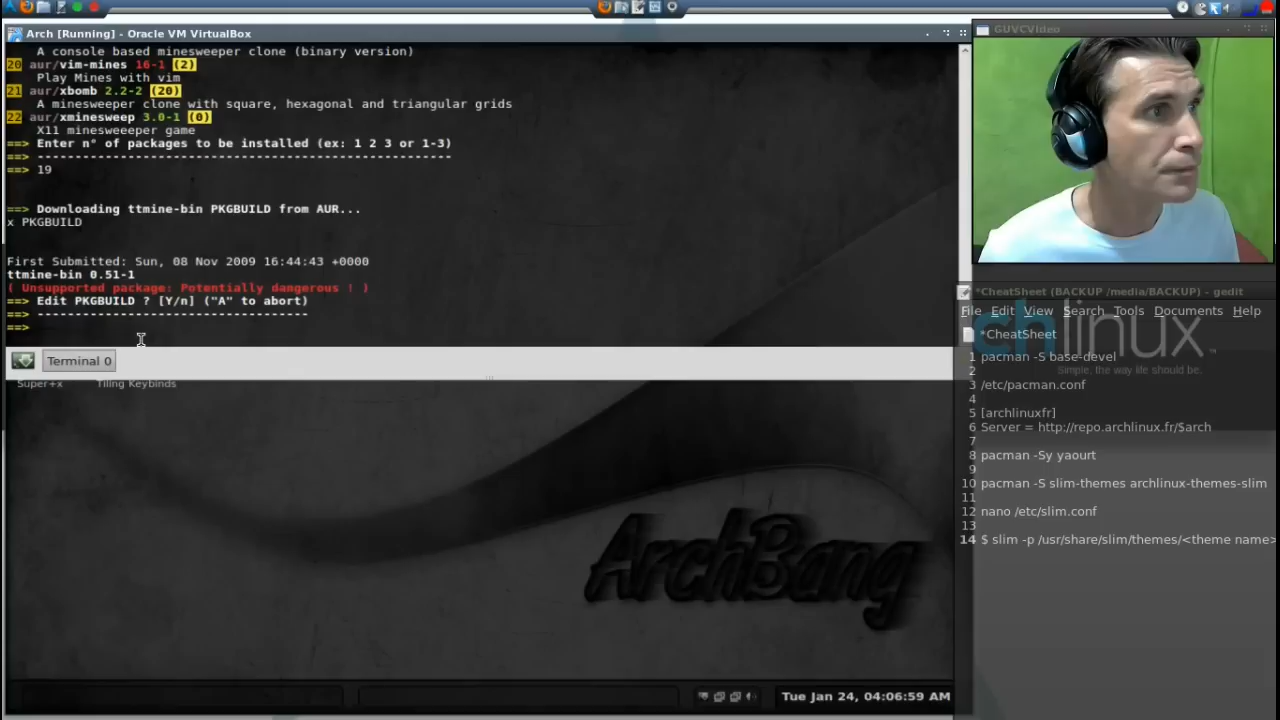 Arch [Running] - Oracle VM VirtualBox
A console based minesweeper clone (binary version)
20 aur/vim-mines 16-1 (2)
Play Mines with vim
21 aur/xbomb 2.2-2 (20)
A minesweeper clone with square, hexagonal and triangular grids
22 aur/xminesweep 3.0-1 (0)
X11 minesweeper game
==> Enter n° of packages to be installed (ex: 1 2 3 or 1-3)
==> -------------------------------------------------------
==> 19
==> Downloading ttmine-bin PKGBUILD from AUR...
x PKGBUILD
First Submitted: Sun, 08 Nov 2009 16:44:43 +0000
ttmine-bin 0.51-1
( Unsupported package: Potentially dangerous ! )
==> Edit PKGBUILD ? [Y/n] ("A" to abort)
==> ------------------------------------
==>
Terminal 0
Super+x Tiling Keybinds
ArchBang
Tue Jan 24, 04:06:59 AM
GUVCVideo
*CheatSheet (BACKUP /media/BACKUP) - gedit
File Edit View Search Tools Documents Help
*CheatSheet
chlinux
Simple. the way life should be.
1 pacman -S base-devel
2
3 /etc/pacman.conf
4
5 [archlinuxfr]
6 Server = http://repo.archlinux.fr/$arch
7
8 pacman -Sy yaourt
9
10 pacman -S slim-themes archlinux-themes-slim
11
12 nano /etc/slim.conf
13
14 $ slim -p /usr/share/slim/themes/<theme name>